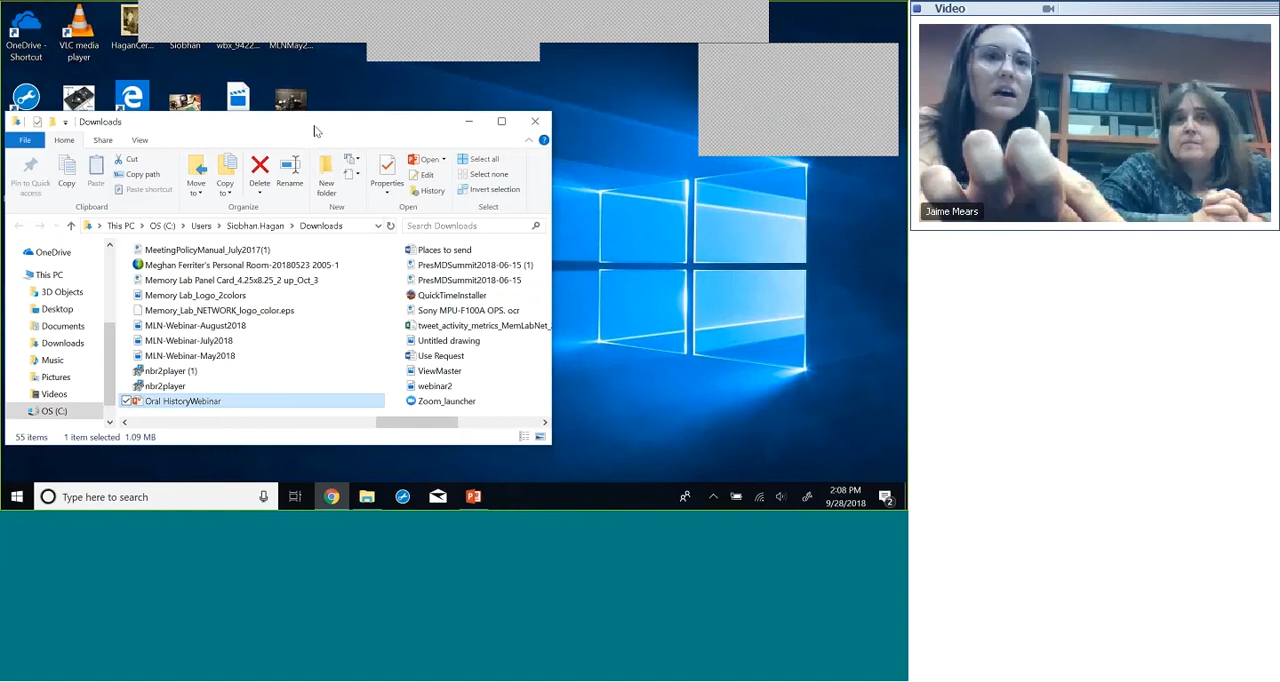 OneDrive -
Shortcut
VLC media
player
HaganCer...
Siobhan
wbx_9422...
MLNMay2...
Downloads
File
Home
Share
View
Pin to Quick
access
Copy
Paste
Cut
Copy path
Paste shortcut
Clipboard
Move
to
Copy
to
Delete
Rename
Organize
New
folder
New
Properties
Open
Edit
History
Open
Select all
Select none
Invert selection
Select
This PC > OS (C:) > Users > Siobhan.Hagan > Downloads
Search Downloads
OneDrive
This PC
3D Objects
Desktop
Documents
Downloads
Music
Pictures
Videos
OS (C:)
MeetingPolicyManual_July2017(1)
Meghan Ferriter's Personal Room-20180523 2005-1
Memory Lab Panel Card_4.25x8.25_2 up_Oct_3
Memory Lab_Logo_2colors
Memory_Lab_NETWORK_logo_color.eps
MLN-Webinar-August2018
MLN-Webinar-July2018
MLN-Webinar-May2018
nbr2player (1)
nbr2player
Oral HistoryWebinar
Places to send
PresMDSummit2018-06-15 (1)
PresMDSummit2018-06-15
QuickTimeInstaller
Sony MPU-F100A OPS. ocr
tweet_activity_metrics_MemLabNet_
Untitled drawing
Use Request
ViewMaster
webinar2
Zoom_launcher
55 items
1 item selected 1.09 MB
Type here to search
2:08 PM
9/28/2018
2
Video
Jaime Mears